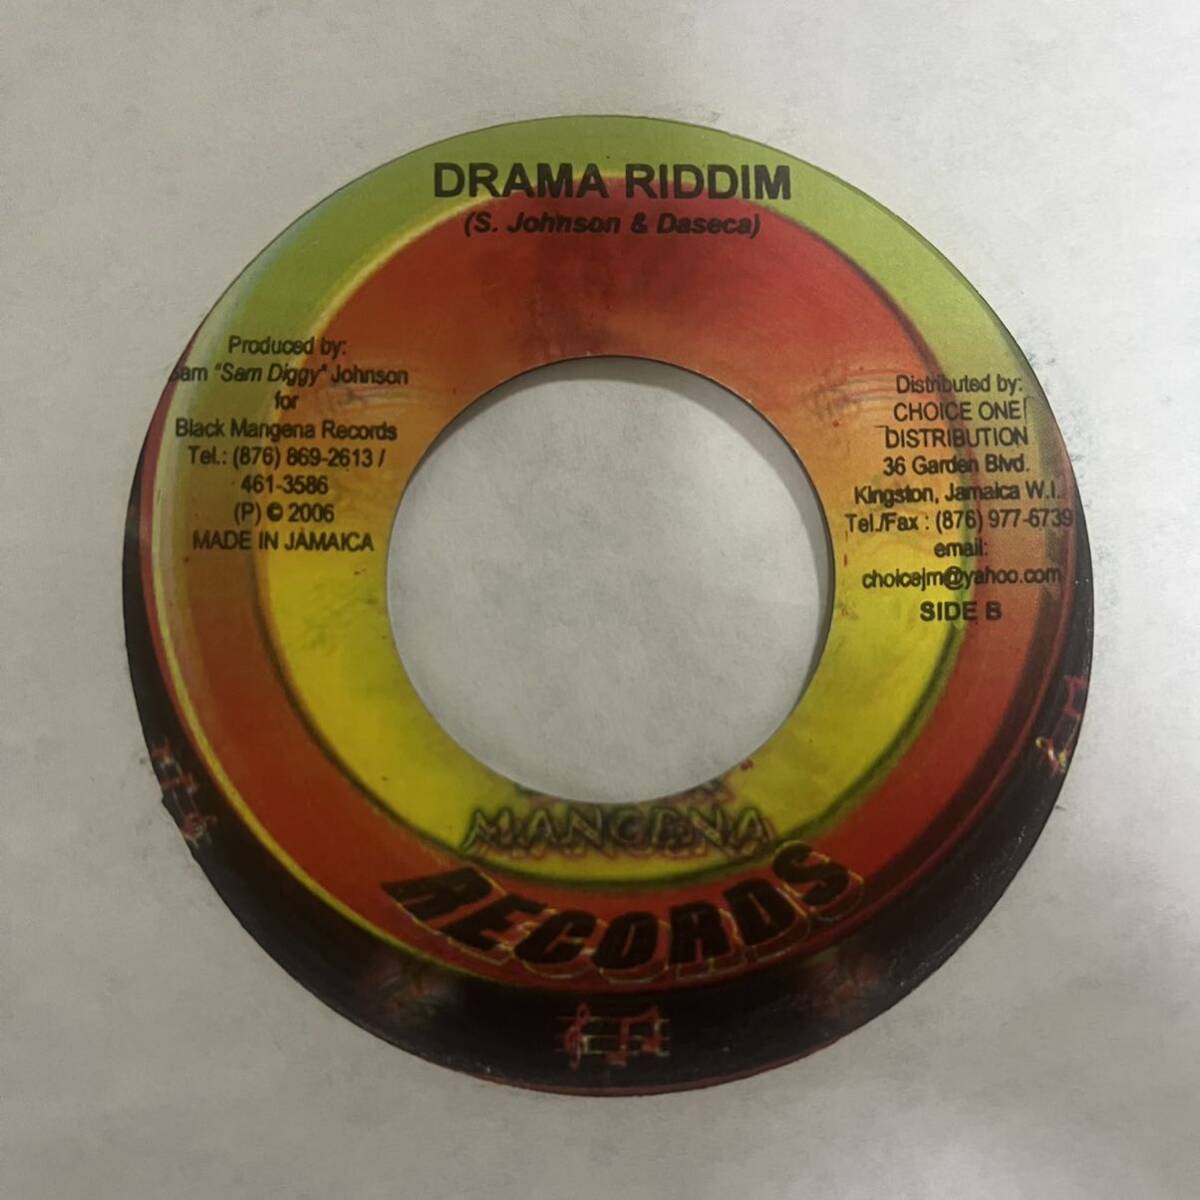 DRAMA RIDDIM
(S. Johnson & Daseca)
Produced by:
Sam "Sam Diggy" Johnson
for
Black Mangena Records
Tel.: (876) 869-2613 /
461-3586
(P) © 2006
MADE IN JAMAICA
Distributed by:
CHOICE ONE
DISTRIBUTION
36 Garden Blvd.
Kingston, Jamaica W.I.
Tel./Fax : (876) 977-6739
email:
choicejm@yahoo.com
SIDE B
MANGENA
RECORDS